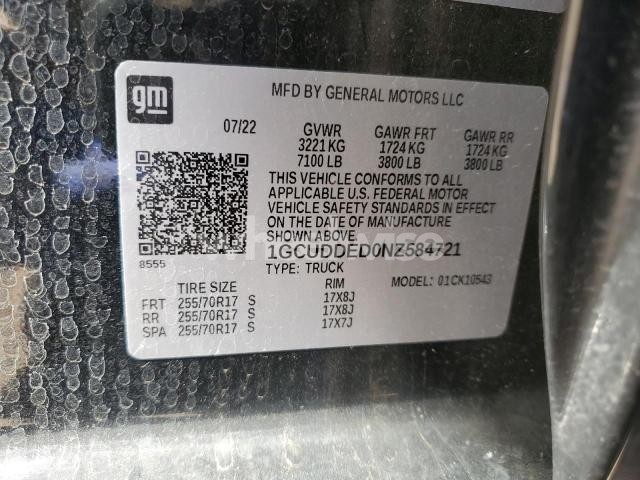 gm
MFD BY GENERAL MOTORS LLC
07/22 GVWR GAWR FRT GAWR RR
3221 KG 1724 KG 1724 KG
7100 LB 3800 LB 3800 LB
THIS VEHICLE CONFORMS TO ALL
APPLICABLE U.S. FEDERAL MOTOR
VEHICLE SAFETY STANDARDS IN EFFECT
ON THE DATE OF MANUFACTURE
SHOWN ABOVE.
8555 1GCUDDED0NZ584721
TYPE: TRUCK
TIRE SIZE RIM MODEL: 01CK10543
FRT 255/70R17 S 17X8J
RR 255/70R17 S 17X8J
SPA 255/70R17 S 17X7J